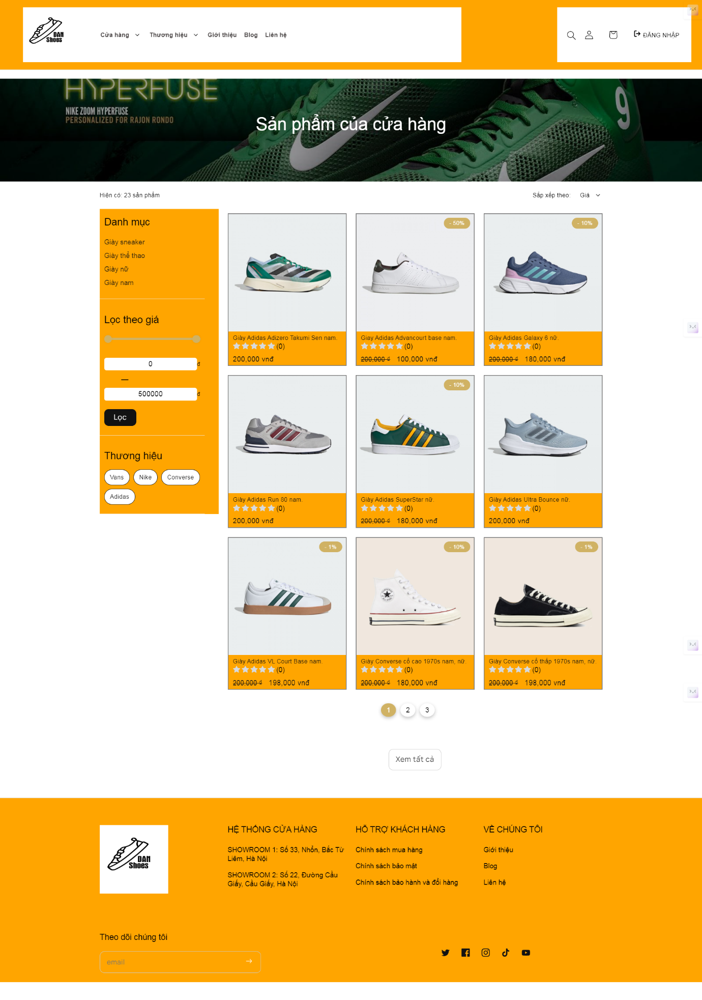 DAN
Shoes
Cửa hàng
Thương hiệu
Giới thiệu
Blog
Liên hệ
ĐĂNG NHẬP
HYPERFUSE
NIKE ZOOM HYPERFUSE
PERSONALIZED FOR RAJON RONDO
9
Sản phẩm của cửa hàng
Hiện có: 23 sản phẩm
Sắp xếp theo:
Giá
Danh mục
Giày sneaker
Giày thể thao
Giày nữ
Giày nam
Lọc theo giá
0 đ
—
500000 đ
Lọc
Thương hiệu
Vans
Nike
Converse
Adidas
Giày Adidas Adizero Takumi Sen nam.
(0)
200,000 vnđ
- 50%
Giay Adidas Advancourt base nam.
(0)
200,000 ₫ 100,000 vnđ
- 10%
Giày Adidas Galaxy 6 nữ.
(0)
200,000 ₫ 180,000 vnđ
Giày Adidas Run 80 nam.
(0)
200,000 vnđ
- 10%
Giày Adidas SuperStar nữ.
(0)
200,000 ₫ 180,000 vnđ
Giày Adidas Ultra Bounce nữ.
(0)
200,000 vnđ
- 1%
Giày Adidas VL Court Base nam.
(0)
200,000 ₫ 198,000 vnđ
- 10%
Giày Converse cổ cao 1970s nam, nữ.
(0)
200,000 ₫ 180,000 vnđ
- 1%
Giày Converse cổ thấp 1970s nam, nữ.
(0)
200,000 ₫ 198,000 vnđ
1 2 3
Xem tất cả
DAN
Shoes
HỆ THỐNG CỬA HÀNG
SHOWROOM 1: Số 33, Nhổn, Bắc Từ
Liêm, Hà Nội
SHOWROOM 2: Số 22, Đường Cầu
Giấy, Cầu Giấy, Hà Nội
HỖ TRỢ KHÁCH HÀNG
Chính sách mua hàng
Chính sách bảo mật
Chính sách bảo hành và đổi hàng
VỀ CHÚNG TÔI
Giới thiệu
Blog
Liên hệ
Theo dõi chúng tôi
email